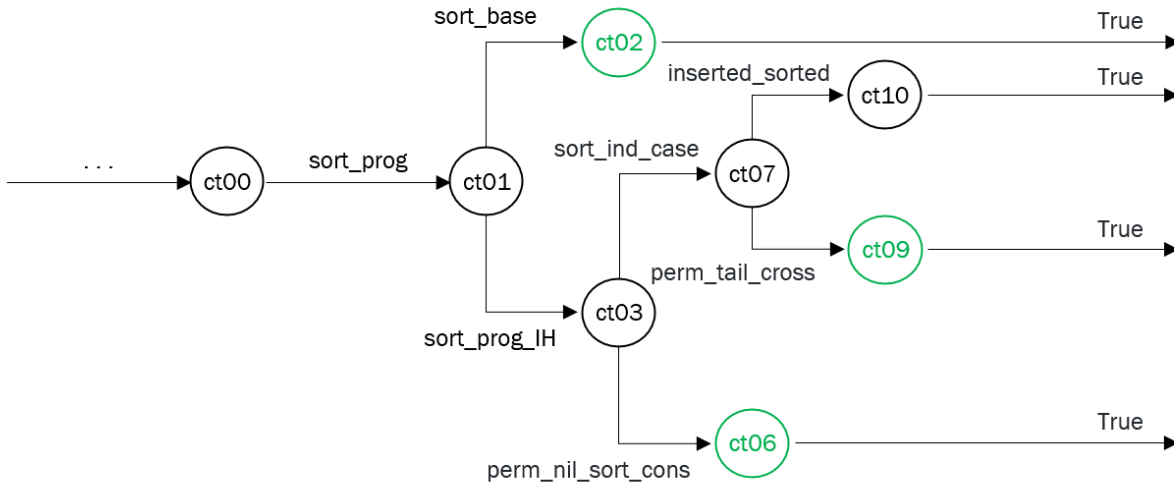 sort_base
ct02
True
inserted_sorted
ct10
True
. . .
ct00
sort_prog
ct01
sort_ind_case
ct07
perm_tail_cross
ct09
True
sort_prog_IH
ct03
perm_nil_sort_cons
ct06
True